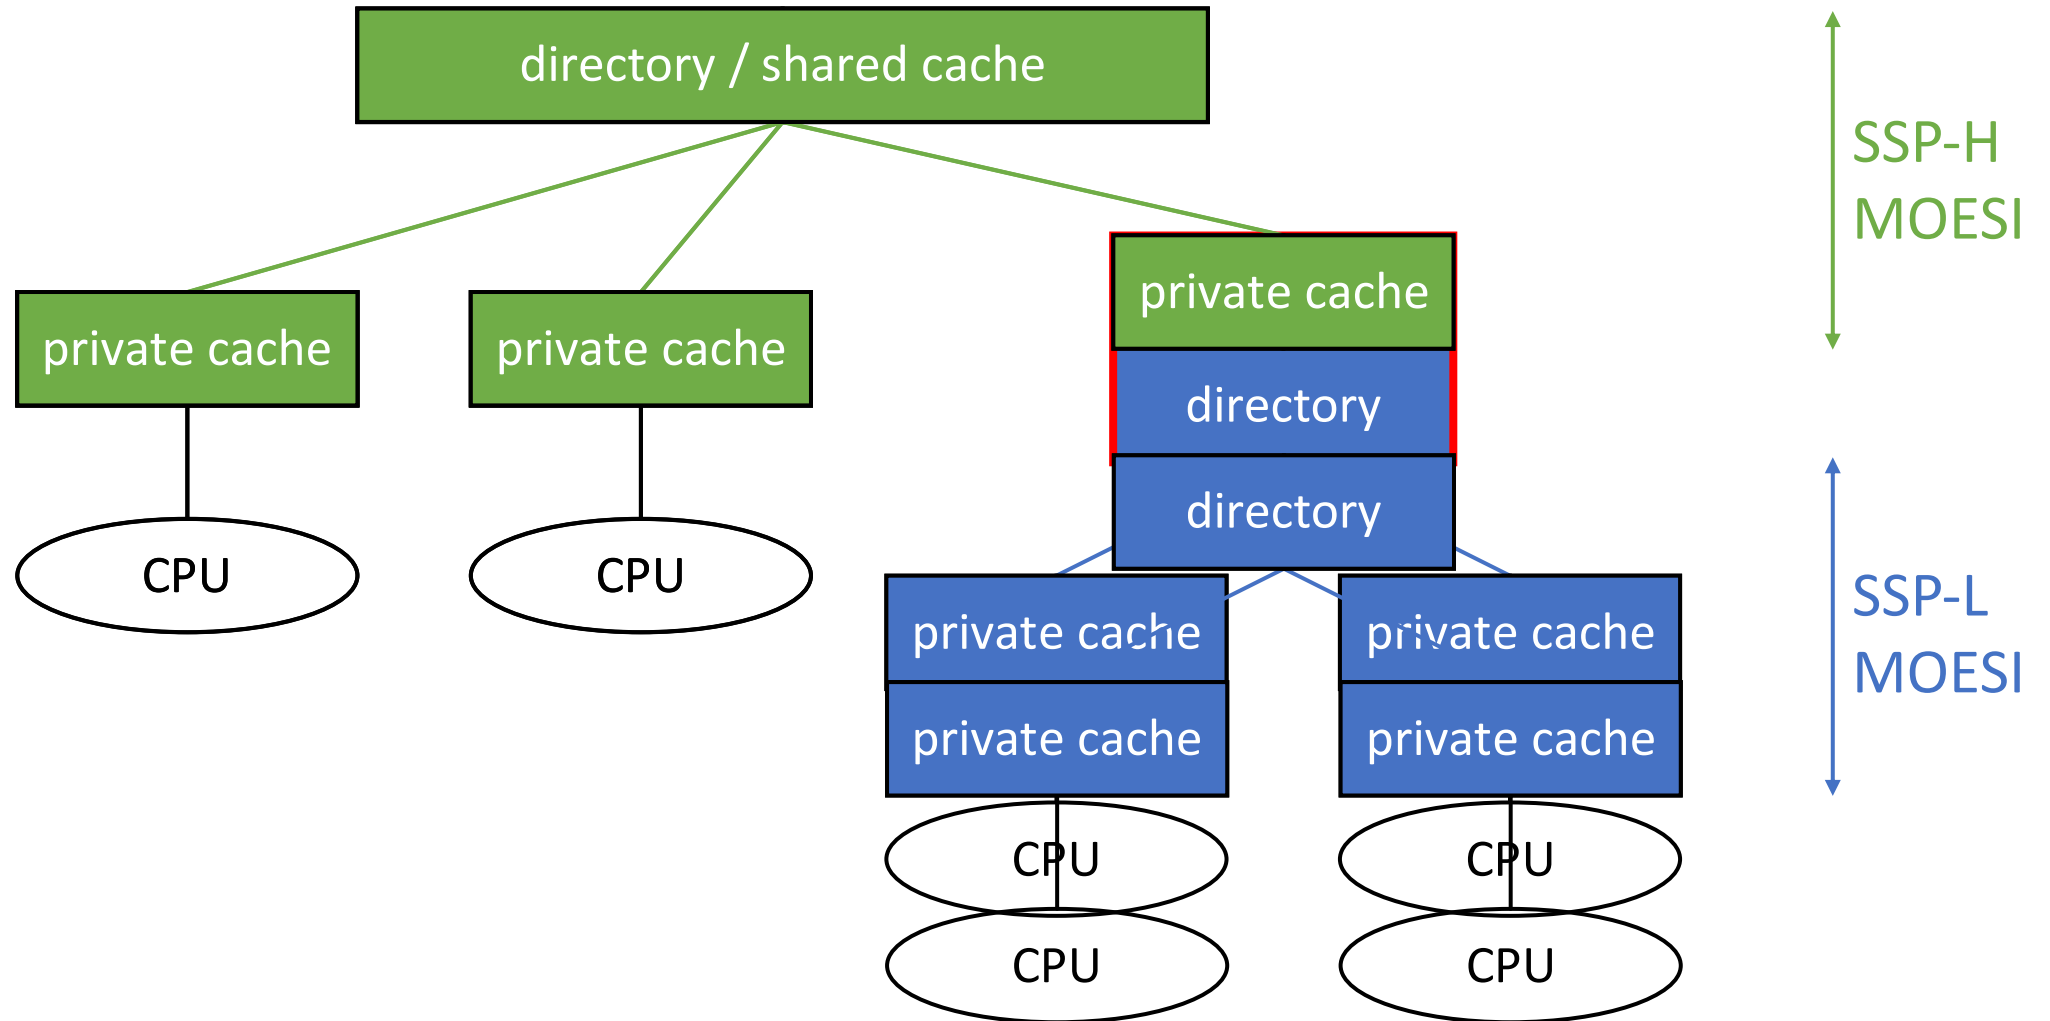 directory / shared cache
SSP-H
MOESI
private cache
private cache
private cache
directory
directory
CPU
CPU
private cache
private cache
SSP-L
MOESI
private cache
private cache
CPU
CPU
CPU
CPU